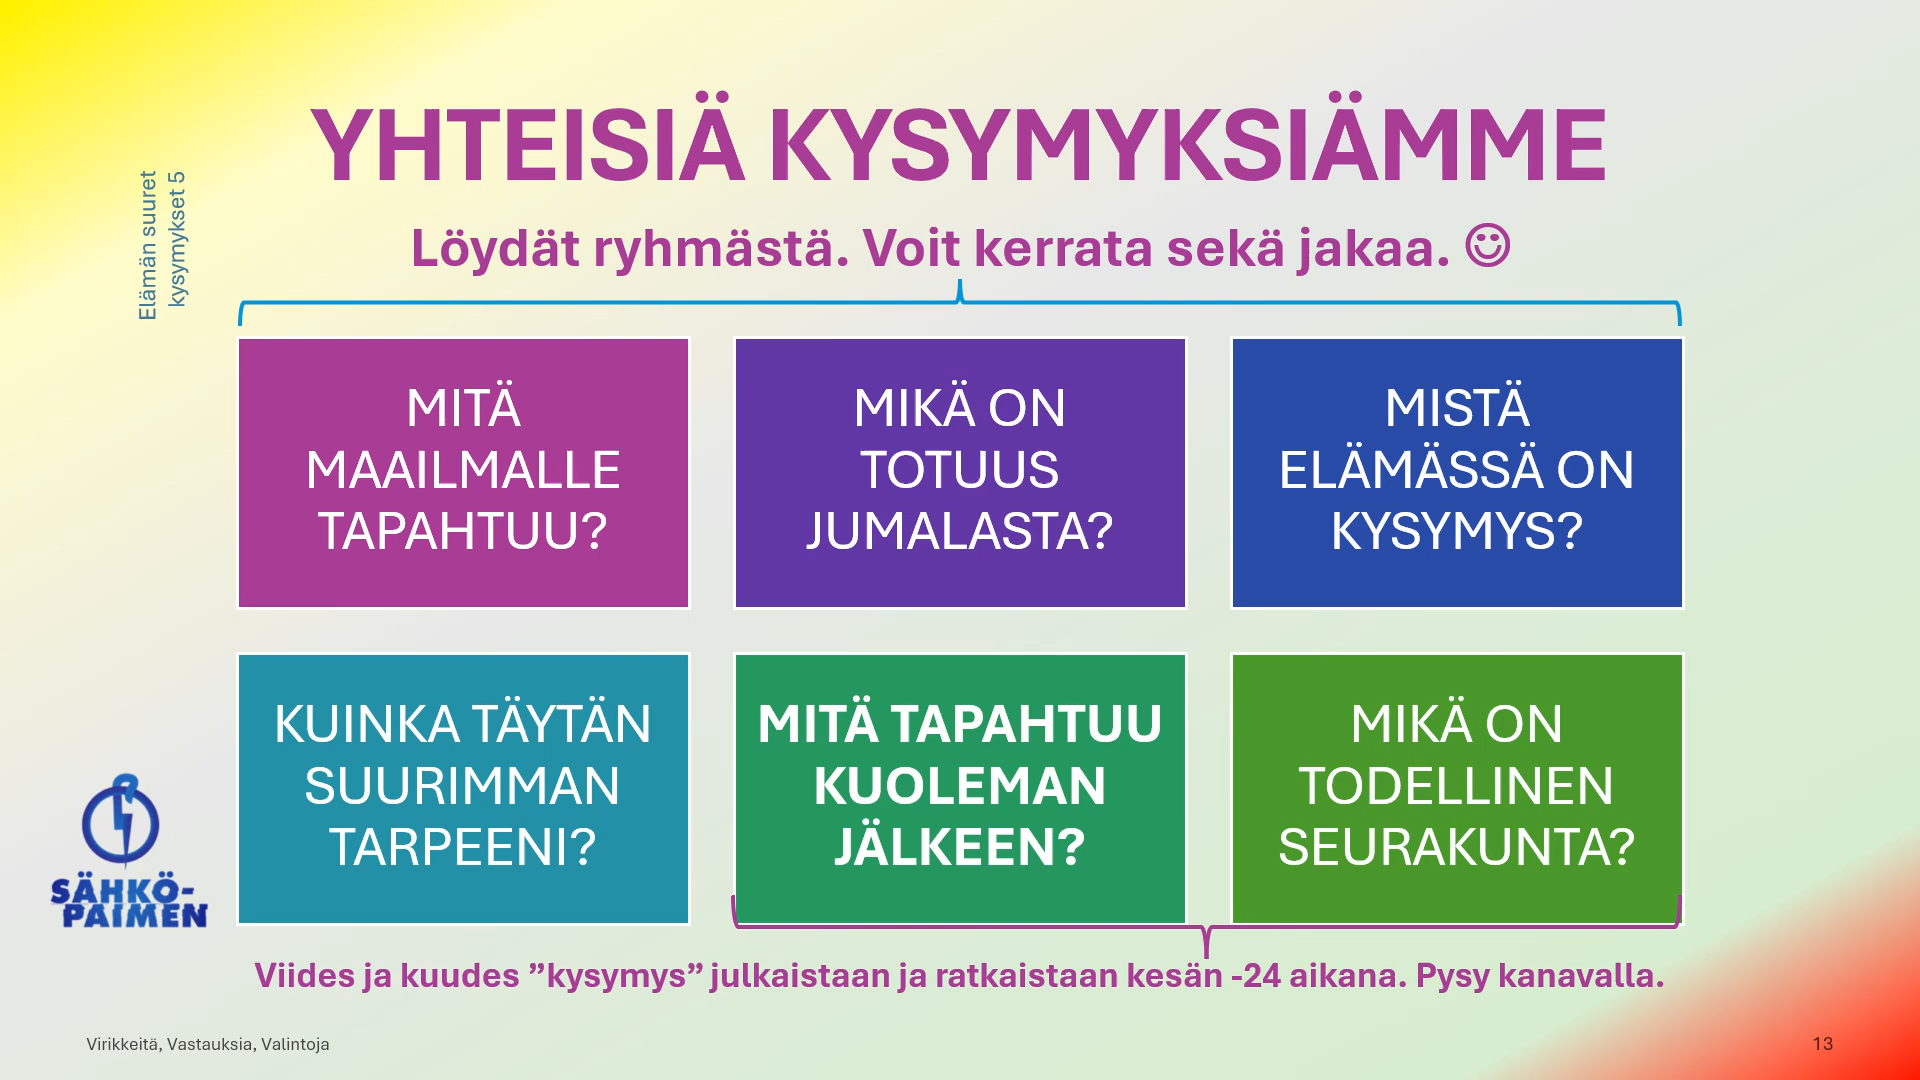 YHTEISIÄ KYSYMYKSIÄMME
Löydät ryhmästä. Voit kerrata sekä jakaa. ☺
Elämän suuret
kysymykset 5
MITÄ
MAAILMALLE
TAPAHTUU?
MIKÄ ON
TOTUUS
JUMALASTA?
MISTÄ
ELÄMÄSSÄ ON
KYSYMYS?
KUINKA TÄYTÄN
SUURIMMAN
TARPEENI?
MITÄ TAPAHTUU
KUOLEMAN
JÄLKEEN?
MIKÄ ON
TODELLINEN
SEURAKUNTA?
SÄHKÖ-
PAIMEN
Viides ja kuudes ”kysymys” julkaistaan ja ratkaistaan kesän -24 aikana. Pysy kanavalla.
Virikkeitä, Vastauksia, Valintoja
13